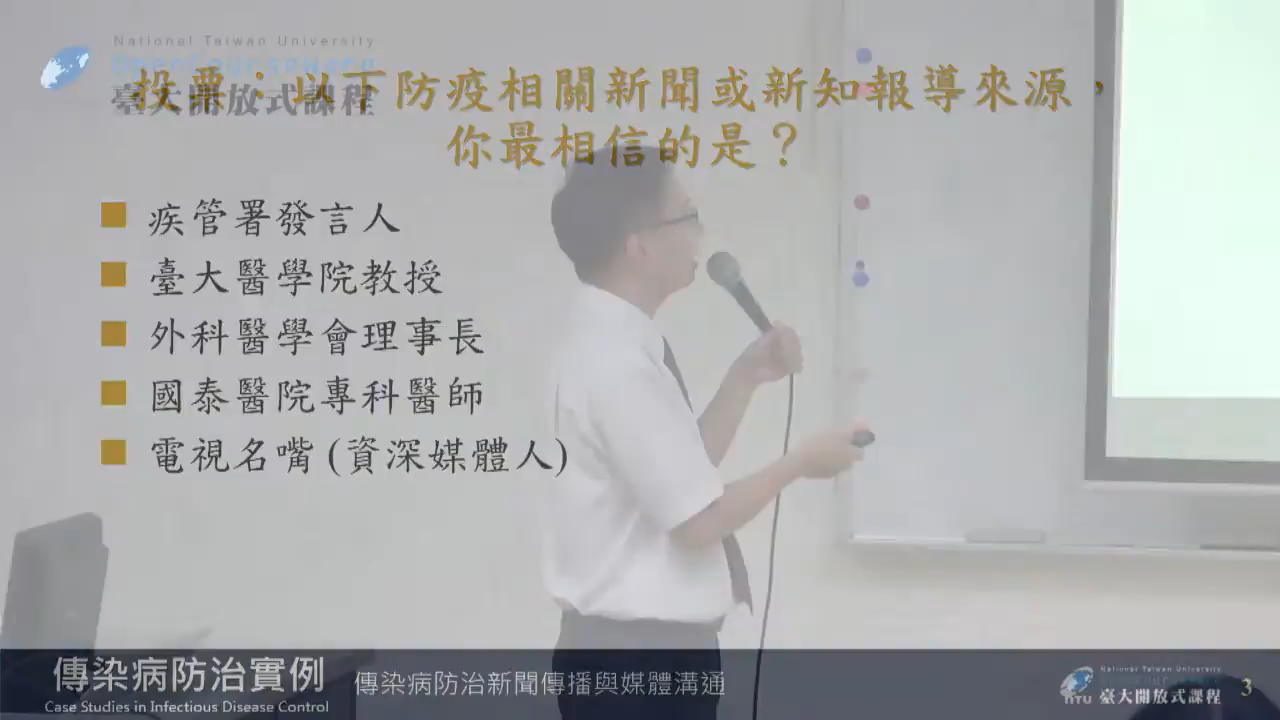 National Taiwan University
OpenCourseWare
臺大開放式課程
投票：以下防疫相關新聞或新知報導來源，
你最相信的是？
疾管署發言人
臺大醫學院教授
外科醫學會理事長
國泰醫院專科醫師
電視名嘴 (資深媒體人)
傳染病防治實例
傳染病防治新聞傳播與媒體溝通
Case Studies in Infectious Disease Control
National Taiwan University
NTU 臺大開放式課程
3